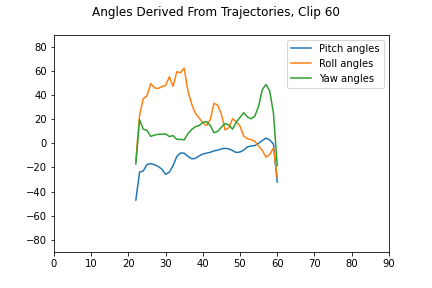 Angles Derived From Trajectories, Clip 60
Pitch angles
Roll angles
Yaw angles
80
60
40
20
0
−20
−40
−60
−80
0 10 20 30 40 50 60 70 80 90